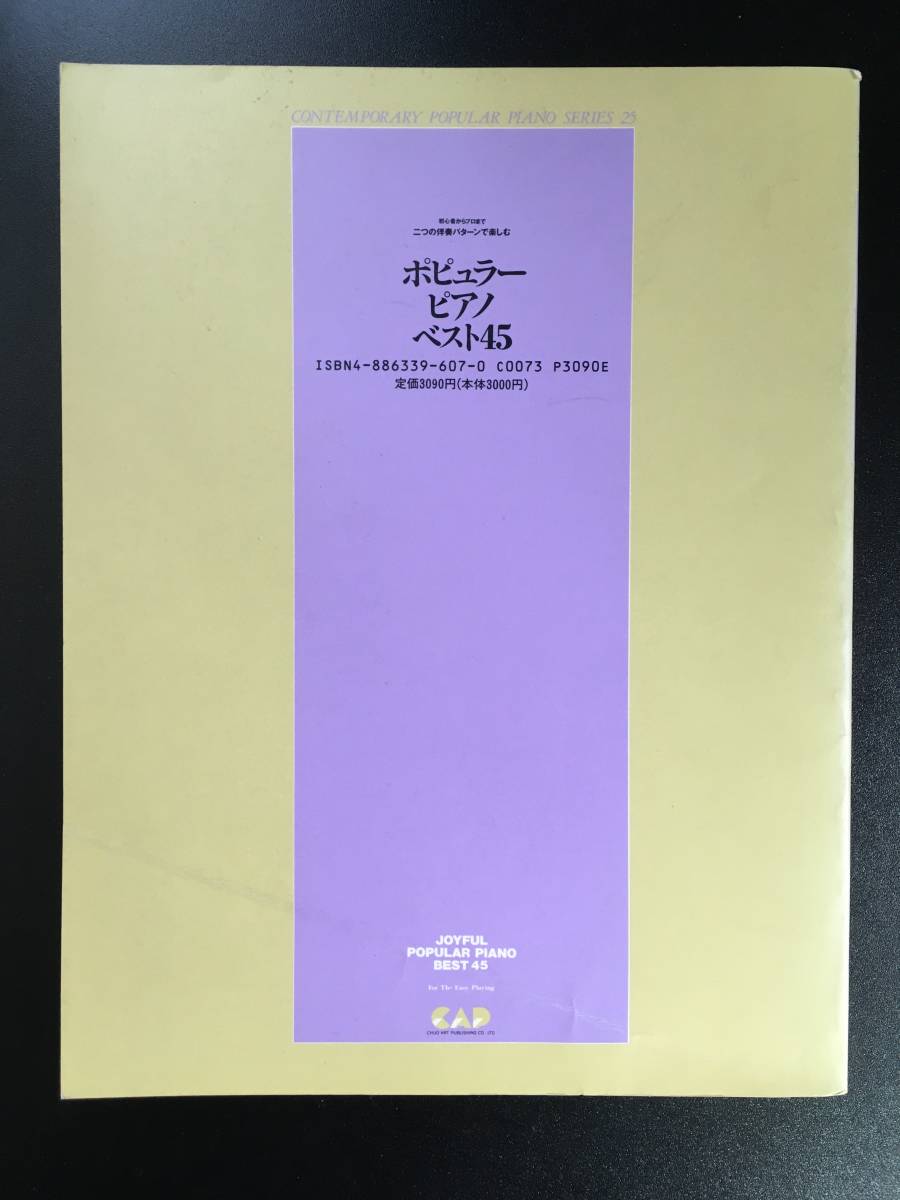 CONTEMPORARY POPULAR PIANO SERIES 25
初心者からプロまで
二つの伴奏パターンで楽しむ
ポピュラー
ピアノ
ベスト45
ISBN4-886339-607-0 C0073 P3090E
定価3090円(本体3000円)
JOYFUL
POPULAR PIANO
BEST 45
For The Easy Playing
CAP
CHUO ART PUBLISHING CO. LTD